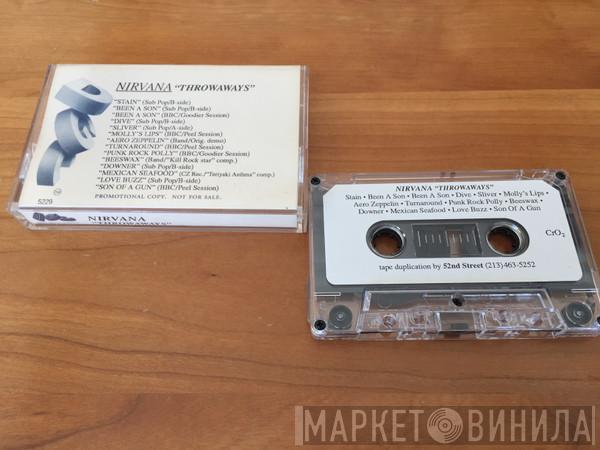 NIRVANA "THROWAWAYS"
"STAIN" (Sub Pop/B-side)
"BEEN A SON" (Sub Pop/B-side)
"BEEN A SON" (BBC/Goodier Session)
"DIVE" (Sub Pop/B-side)
"SLIVER" (Sub Pop/A-side)
"MOLLY'S LIPS" (BBC/Peel Session)
"AERO ZEPPELIN" (Band/Orig. demo)
"TURNAROUND" (BBC/Peel Session)
"PUNK ROCK POLLY" (BBC/Goodier Session)
"BEESWAX" (Band/"Kill Rock star" comp.)
"DOWNER" (Sub Pop/B-side)
"MEXICAN SEAFOOD" (CZ Rec./"Teriyaki Asthma" comp.)
"LOVE BUZZ" (Sub Pop/B-side)
"SON OF A GUN" (BBC/Peel Session)
PROMOTIONAL COPY. NOT FOR SALE.
5229
NIRVANA
"THROWAWAYS"
NIRVANA "THROWAWAYS"
Stain • Been A Son • Been A Son • Dive • Sliver • Molly's Lips •
Aero Zeppelin • Turnaround • Punk Rock Polly • Beeswax •
Downer • Mexican Seafood • Love Buzz • Son Of A Gun
CrO2
tape duplication by 52nd Street (213) 463-5252
МАРКЕТ ВИНИЛА